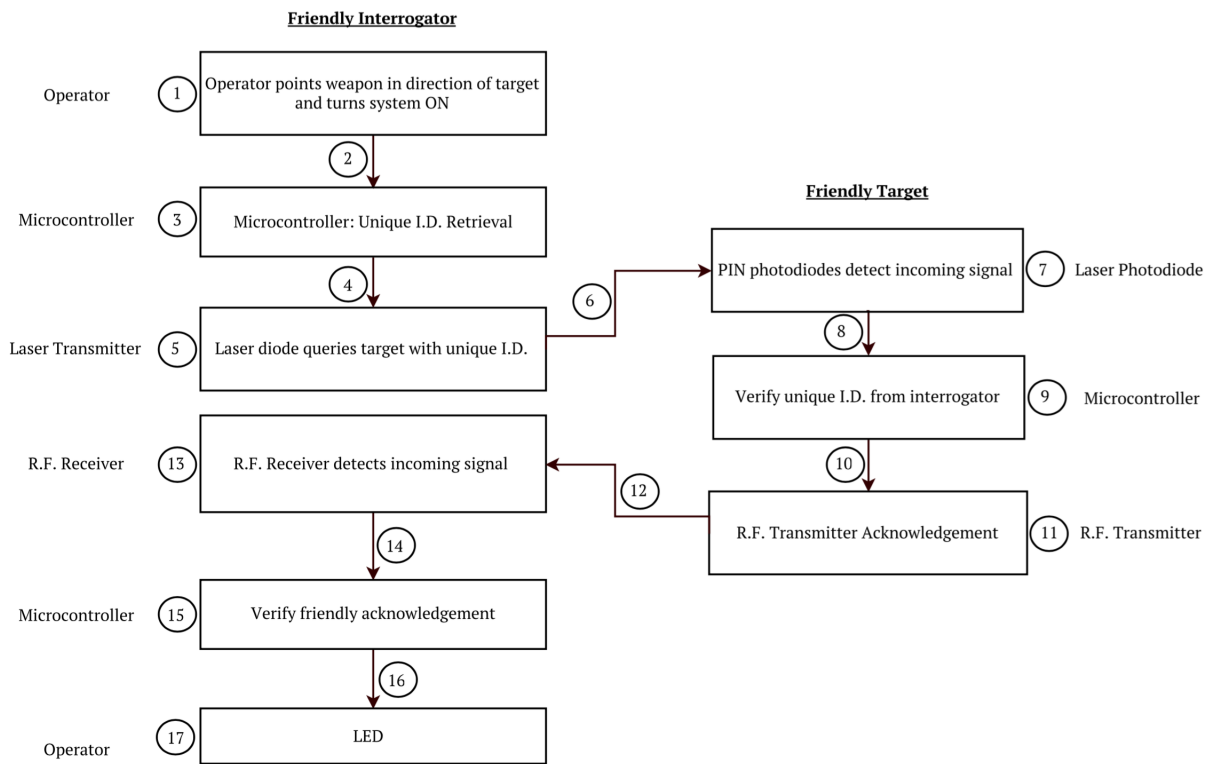 Friendly Interrogator
Operator
1
Operator points weapon in direction of target
and turns system ON
2
Microcontroller
3
Microcontroller: Unique I.D. Retrieval
4
Laser Transmitter
5
Laser diode queries target with unique I.D.
6
Friendly Target
PIN photodiodes detect incoming signal
7
Laser Photodiode
8
Verify unique I.D. from interrogator
9
Microcontroller
10
R.F. Transmitter Acknowledgement
11
R.F. Transmitter
12
R.F. Receiver
13
R.F. Receiver detects incoming signal
14
Microcontroller
15
Verify friendly acknowledgement
16
Operator
17
LED